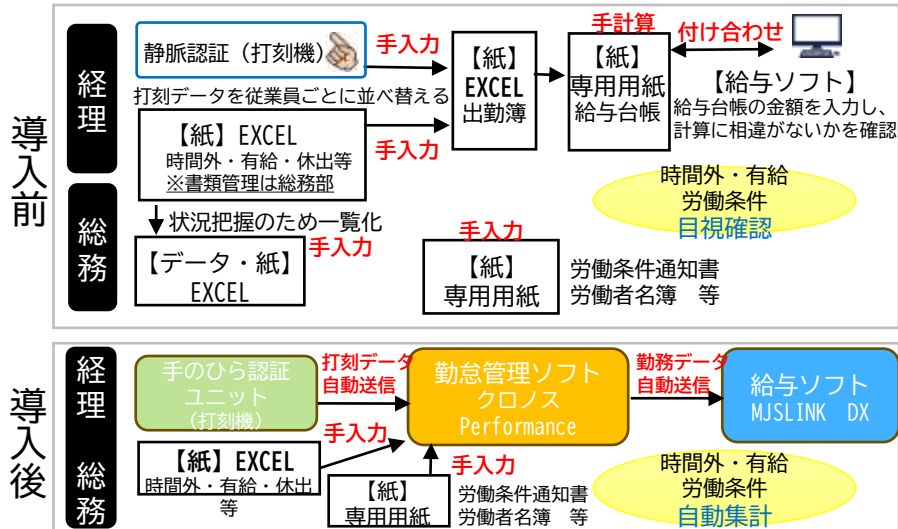 導入前
経理
静脈認証（打刻機）
手入力
打刻データを従業員ごとに並べ替える
【紙】EXCEL
時間外・有給・休出等
※書類管理は総務部
手入力
【紙】
EXCEL
出勤簿
手計算
【紙】
専用用紙
給与台帳
付け合わせ
【給与ソフト】
給与台帳の金額を入力し、
計算に相違がないかを確認
総務
状況把握のため一覧化
手入力
【データ・紙】
EXCEL
手入力
【紙】
専用用紙
労働条件通知書
労働者名簿　等
時間外・有給
労働条件
目視確認
導入後
経理
手のひら認証
ユニット
（打刻機）
打刻データ
自動送信
勤怠管理ソフト
クロノス
Performance
勤務データ
自動送信
給与ソフト
MJSLINK DX
総務
【紙】EXCEL
時間外・有給・休出
等
手入力
【紙】
専用用紙
手入力
労働条件通知書
労働者名簿　等
時間外・有給
労働条件
自動集計